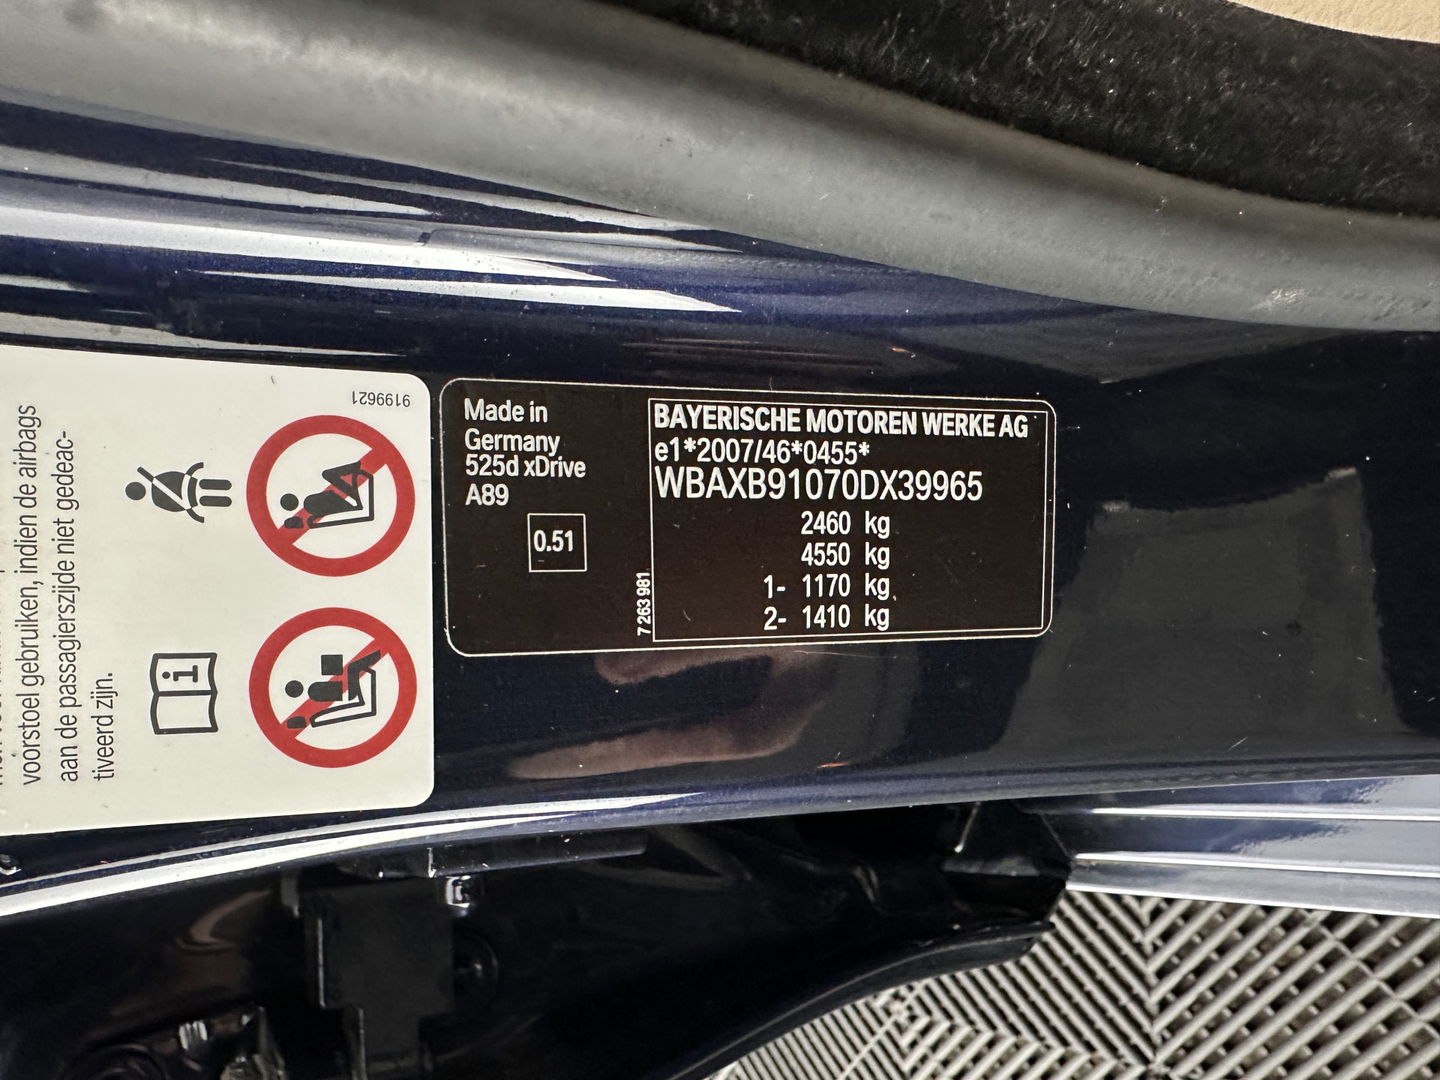 voorstoel gebruiken, indien de airbags
aan de passagierszijde niet gedeac-
tiveerd zijn.
9199621
Made in
Germany
525d xDrive
A89
0.51
7 263 981
BAYERISCHE MOTOREN WERKE AG
e1*2007/46*0455*
WBAXB91070DX39965
2460 kg
4550 kg
1- 1170 kg
2- 1410 kg